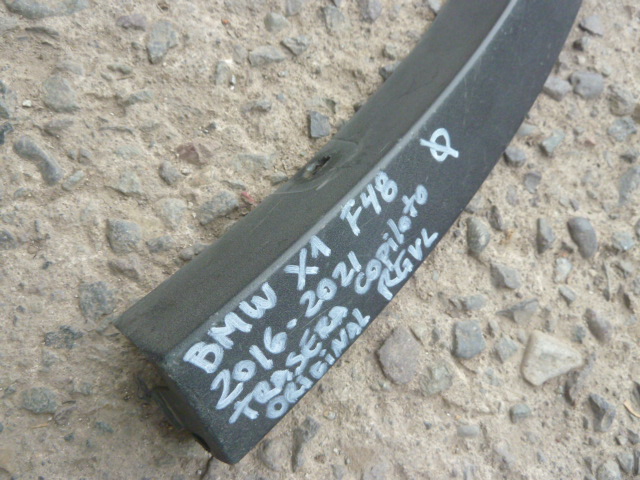 BMW X1 F48 φ
2016-2021
TRASERA COPILOTO
ORIGINAL RGVL